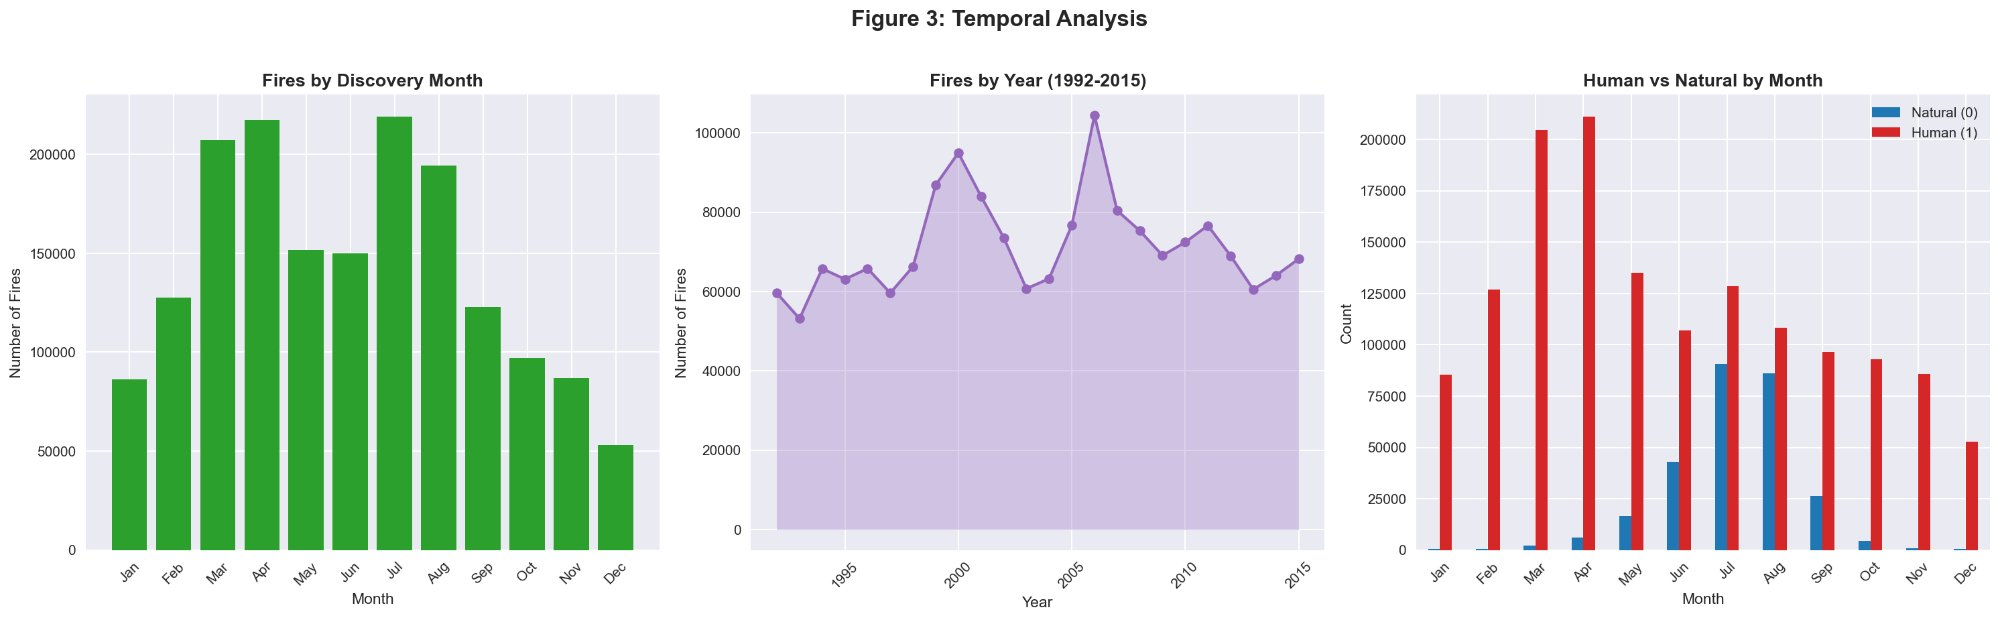 Figure 3: Temporal Analysis
Fires by Discovery Month
Number of Fires
200000
150000
100000
50000
0
Jan Feb Mar Apr May Jun Jul Aug Sep Oct Nov Dec
Month
Fires by Year (1992-2015)
Number of Fires
100000
80000
60000
40000
20000
0
1995 2000 2005 2010 2015
Year
Human vs Natural by Month
Natural (0)
Human (1)
Count
200000
175000
150000
125000
100000
75000
50000
25000
0
Jan Feb Mar Apr May Jun Jul Aug Sep Oct Nov Dec
Month